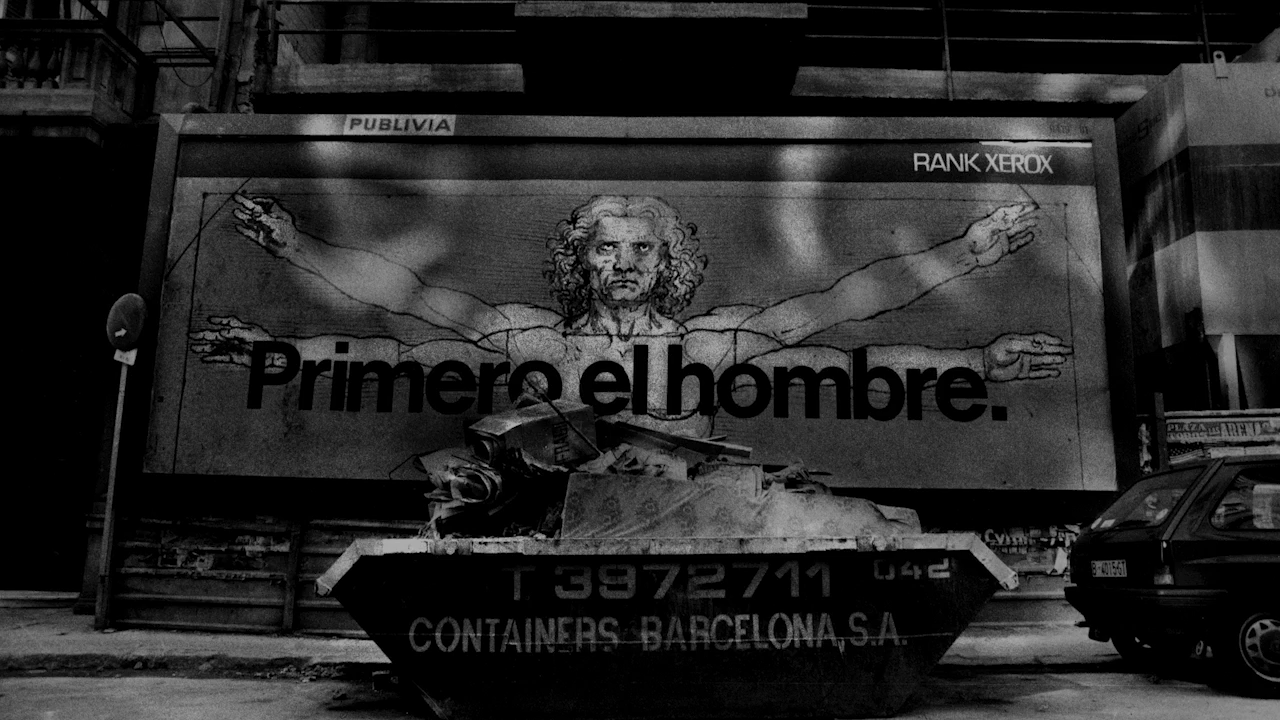 PUBLIVIA
RANK XEROX
Primero el hombre.
T 3972711
042
CONTAINERS BARCELONA, S.A.